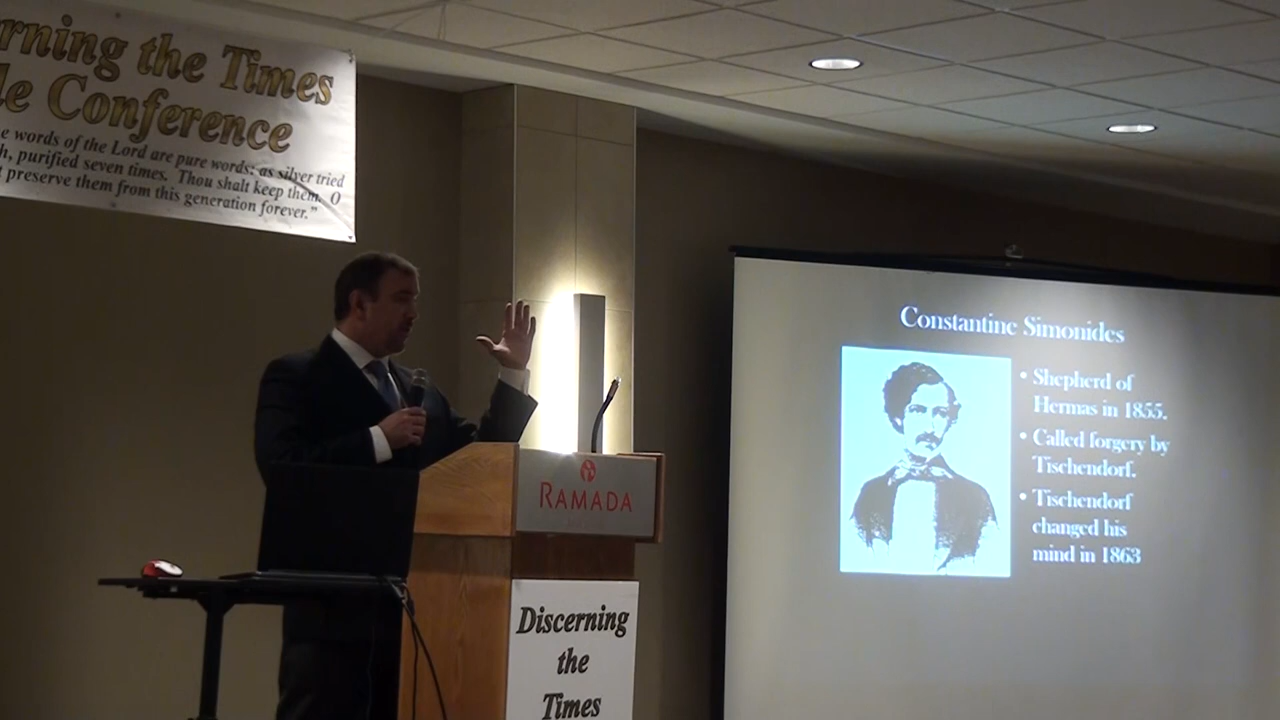 rning the Times
le Conference
e words of the Lord are pure words: as silver tried
h, purified seven times. Thou shalt keep them, O
t preserve them from this generation forever."
Constantine Simonides
• Shepherd of
Hermas in 1855.
• Called forgery by
Tischendorf.
• Tischendorf
changed his
mind in 1863
RAMADA
Discerning
the
Times